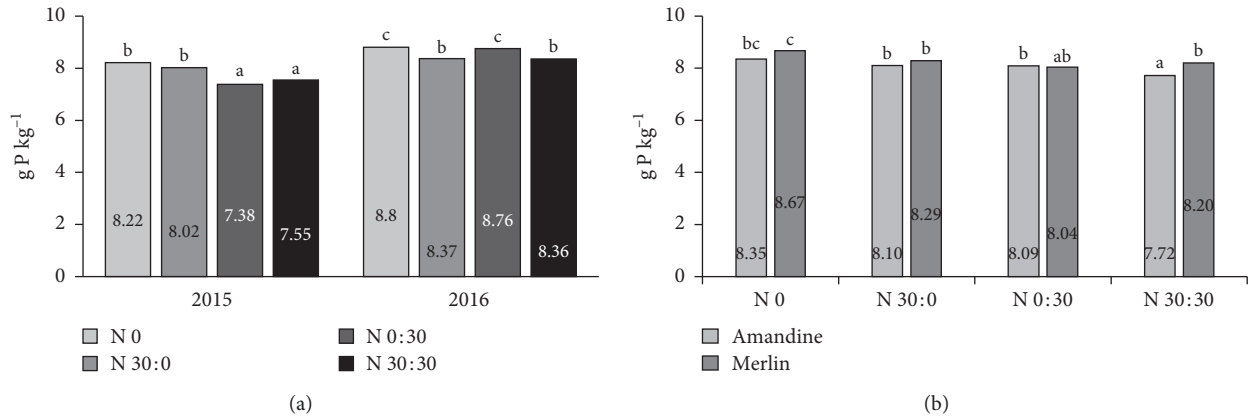 10
8
6
4
2
0
g P kg⁻¹
b
b
a
a
c
b
c
b
8.22
8.02
7.38
7.55
8.8
8.37
8.76
8.36
2015
2016
N 0
N 30:0
N 0:30
N 30:30
(a)
10
8
6
4
2
0
g P kg⁻¹
bc
c
b
b
b
ab
a
b
8.35
8.67
8.10
8.29
8.09
8.04
7.72
8.20
N 0
N 30:0
N 0:30
N 30:30
Amandine
Merlin
(b)